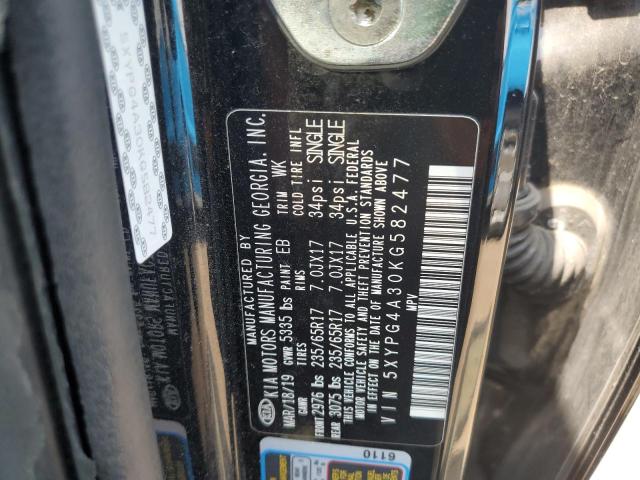 MANUFACTURED BY
KIA MOTORS MANUFACTURING GEORGIA. INC.
MAR/18/19 GVWR 5335 lbs PAINT EB TRIM WK
GAWR TIRES RIMS COLD TIRE INFL
FRONT 2976 lbs 235/65R17 7.0JX17 34psi SINGLE
REAR 3075 lbs 235/65R17 7.0JX17 34psi SINGLE
THIS VEHICLE CONFORMS TO ALL APPLICABLE U.S.A. FEDERAL
MOTOR VEHICLE SAFETY AND THEFT PREVENTION STANDARDS
IN EFFECT ON THE DATE OF MANUFACTURE SHOWN ABOVE
VIN 5XYPG4A30KG582477
MPV
5XYPG4A30KG582477
6110